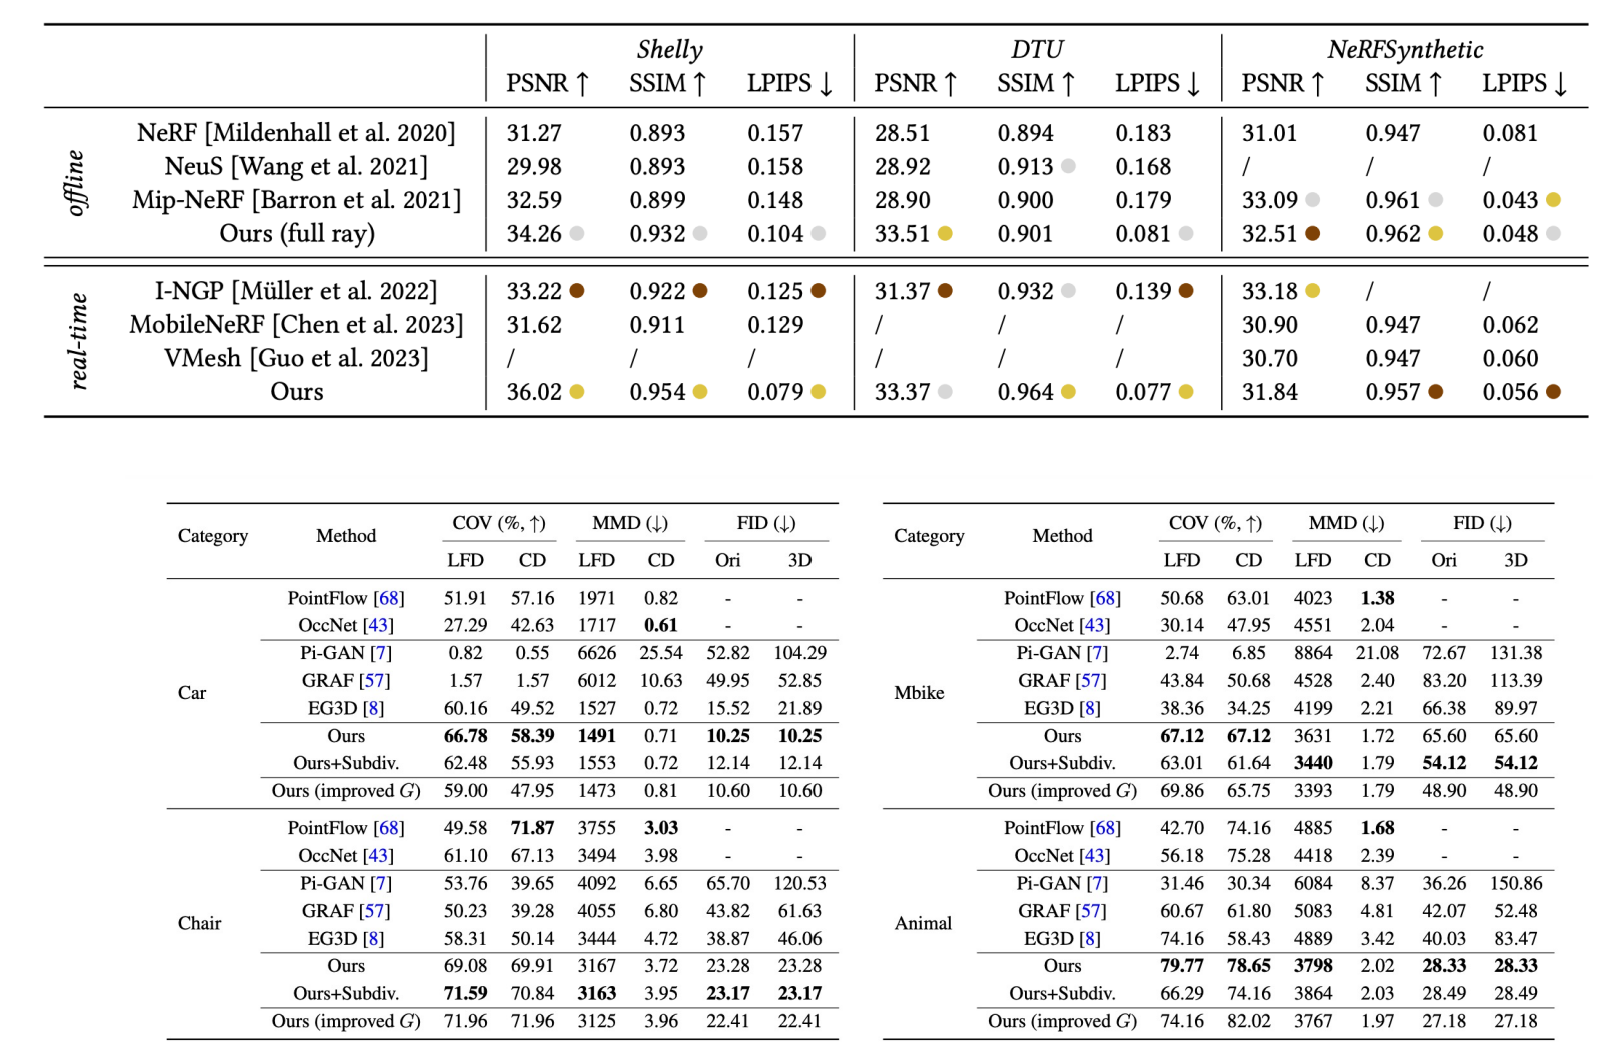 Shelly DTU NeRFSynthetic
PSNR ↑ SSIM ↑ LPIPS ↓ PSNR ↑ SSIM ↑ LPIPS ↓ PSNR ↑ SSIM ↑ LPIPS ↓
offline
NeRF [Mildenhall et al. 2020] 31.27 0.893 0.157 28.51 0.894 0.183 31.01 0.947 0.081
NeuS [Wang et al. 2021] 29.98 0.893 0.158 28.92 0.913 0.168 / / /
Mip-NeRF [Barron et al. 2021] 32.59 0.899 0.148 28.90 0.900 0.179 33.09 0.961 0.043
Ours (full ray) 34.26 0.932 0.104 33.51 0.901 0.081 32.51 0.962 0.048
real-time
I-NGP [Müller et al. 2022] 33.22 0.922 0.125 31.37 0.932 0.139 33.18 / /
MobileNeRF [Chen et al. 2023] 31.62 0.911 0.129 / / / 30.90 0.947 0.062
VMesh [Guo et al. 2023] / / / / / / 30.70 0.947 0.060
Ours 36.02 0.954 0.079 33.37 0.964 0.077 31.84 0.957 0.056
Category Method COV (%, ↑) MMD (↓) FID (↓)
LFD CD LFD CD Ori 3D
Car
PointFlow [68] 51.91 57.16 1971 0.82 - -
OccNet [43] 27.29 42.63 1717 0.61 - -
Pi-GAN [7] 0.82 0.55 6626 25.54 52.82 104.29
GRAF [57] 1.57 1.57 6012 10.63 49.95 52.85
EG3D [8] 60.16 49.52 1527 0.72 15.52 21.89
Ours 66.78 58.39 1491 0.71 10.25 10.25
Ours+Subdiv. 62.48 55.93 1553 0.72 12.14 12.14
Ours (improved G) 59.00 47.95 1473 0.81 10.60 10.60
Chair
PointFlow [68] 49.58 71.87 3755 3.03 - -
OccNet [43] 61.10 67.13 3494 3.98 - -
Pi-GAN [7] 53.76 39.65 4092 6.65 65.70 120.53
GRAF [57] 50.23 39.28 4055 6.80 43.82 61.63
EG3D [8] 58.31 50.14 3444 4.72 38.87 46.06
Ours 69.08 69.91 3167 3.72 23.28 23.28
Ours+Subdiv. 71.59 70.84 3163 3.95 23.17 23.17
Ours (improved G) 71.96 71.96 3125 3.96 22.41 22.41
Category Method COV (%, ↑) MMD (↓) FID (↓)
LFD CD LFD CD Ori 3D
Mbike
PointFlow [68] 50.68 63.01 4023 1.38 - -
OccNet [43] 30.14 47.95 4551 2.04 - -
Pi-GAN [7] 2.74 6.85 8864 21.08 72.67 131.38
GRAF [57] 43.84 50.68 4528 2.40 83.20 113.39
EG3D [8] 38.36 34.25 4199 2.21 66.38 89.97
Ours 67.12 67.12 3631 1.72 65.60 65.60
Ours+Subdiv. 63.01 61.64 3440 1.79 54.12 54.12
Ours (improved G) 69.86 65.75 3393 1.79 48.90 48.90
Animal
PointFlow [68] 42.70 74.16 4885 1.68 - -
OccNet [43] 56.18 75.28 4418 2.39 - -
Pi-GAN [7] 31.46 30.34 6084 8.37 36.26 150.86
GRAF [57] 60.67 61.80 5083 4.81 42.07 52.48
EG3D [8] 74.16 58.43 4889 3.42 40.03 83.47
Ours 79.77 78.65 3798 2.02 28.33 28.33
Ours+Subdiv. 66.29 74.16 3864 2.03 28.49 28.49
Ours (improved G) 74.16 82.02 3767 1.97 27.18 27.18